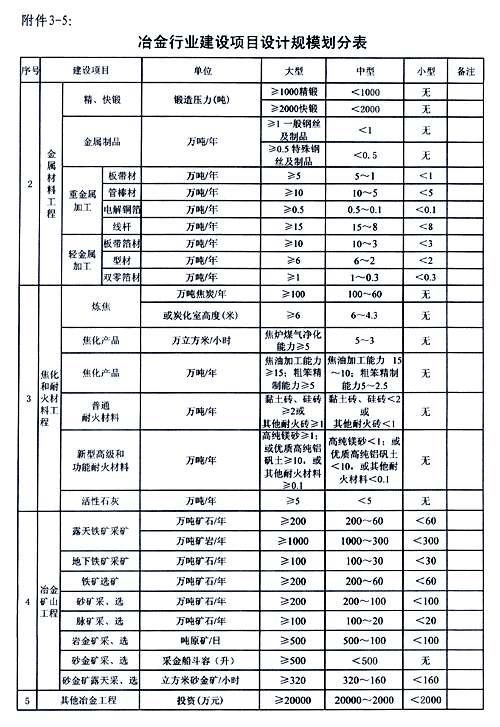 附件3-5:
冶金行业建设项目设计规模划分表
序号 建设项目 单位 大型 中型 小型 备注
2 金属材料工程 精、快锻 锻造压力(吨) ≥1000精锻 <1000 无
≥2000快锻 <2000 无
金属制品 万吨/年 ≥1一般钢丝及制品 <1 无
≥0.5特殊钢丝及制品 <0.5 无
重金属加工 板带材 万吨/年 ≥5 5~1 <1
管棒材 万吨/年 ≥10 10~5 <5
电解铜箔 万吨/年 ≥0.5 0.5~0.1 <0.1
线杆 万吨/年 ≥15 15~8 <8
轻金属加工 板带箔材 万吨/年 ≥10 10~3 <3
型材 万吨/年 ≥6 6~2 <2
双零箔材 万吨/年 ≥1 1~0.3 <0.3
3 焦化和耐火材料工程 炼焦 万吨焦炭/年 ≥100 100~60 无
或炭化室高度(米) ≥6 6~4.3 无
焦化产品 万立方米/小时 焦炉煤气净化能力≥5 5~3 无
焦化产品 万吨/年 焦油加工能力≥15；粗苯精制能力≥5 焦油加工能力 15~10；粗苯精制能力5~2.5 无
普通耐火材料 万吨/年 黏土砖、硅砖≥2或其他耐火砖≥1 黏土砖、硅砖<2或其他耐火砖<1 无
新型高级和功能耐火材料 万吨/年 高纯镁砂≥1；或优质高纯铝矾土≥10，或其他耐火材料≥0.1 高纯镁砂<1；或优质高纯铝矾土<10，或其他耐火材料<0.1 无
活性石灰 万吨/年 ≥5 <5 无
4 冶金矿山工程 露天铁矿采矿 万吨矿石/年 ≥200 200~60 <60
万吨矿岩/年 ≥1000 1000~300 <300
地下铁矿采矿 万吨矿石/年 ≥100 100~30 <30
铁矿选矿 万吨矿石/年 ≥200 200~60 <60
砂矿采、选 万吨矿石/年 ≥200 200~100 <100
脉矿采、选 万吨矿石/年 ≥100 100~20 <20
岩金矿采、选 吨原矿/日 ≥500 500~100 <100
砂金矿采、选 采金船斗容（升） ≥500 <500 无
砂金矿露天采、选 立方米砂金矿/小时 ≥320 320~160 <160
5 其他冶金工程 投资(万元) ≥20000 20000~2000 <2000